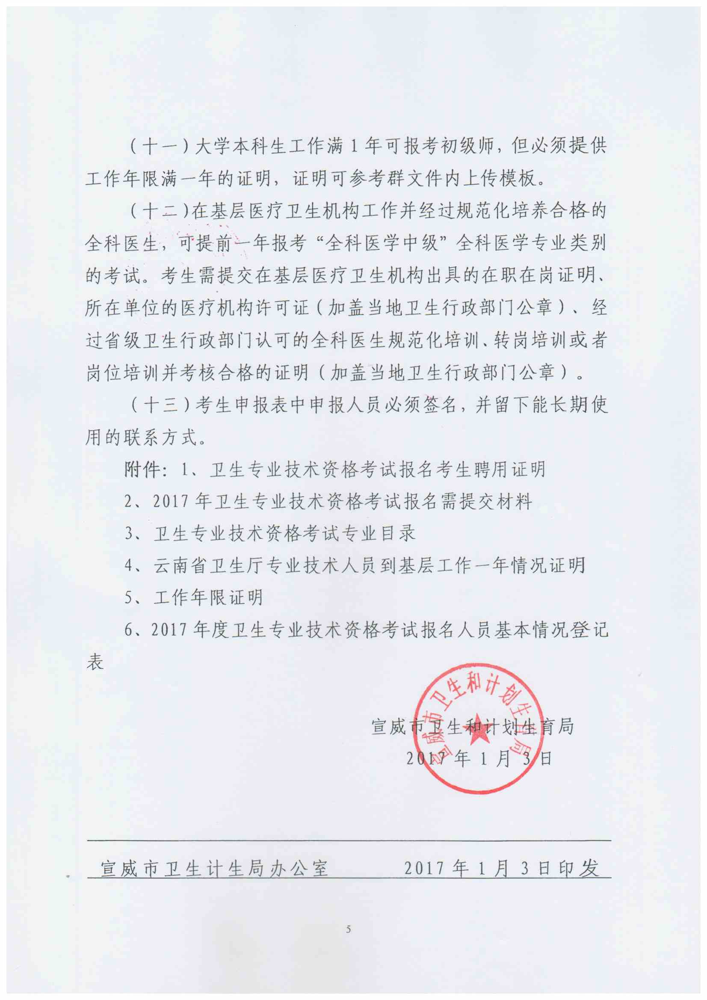 （十一）大学本科生工作满 1 年可报考初级师，但必须提供
工作年限满一年的证明，证明可参考群文件内上传模板。
（十二）在基层医疗卫生机构工作并经过规范化培养合格的
全科医生，可提前一年报考“全科医学中级”全科医学专业类别
的考试。考生需提交在基层医疗卫生机构出具的在职在岗证明、
所在单位的医疗机构许可证（加盖当地卫生行政部门公章）、经
过省级卫生行政部门认可的全科医生规范化培训、转岗培训或者
岗位培训并考核合格的证明（加盖当地卫生行政部门公章）。
（十三）考生申报表中申报人员必须签名，并留下能长期使
用的联系方式。
附件：1、卫生专业技术资格考试报名考生聘用证明
2、2017 年卫生专业技术资格考试报名需提交材料
3、卫生专业技术资格考试专业目录
4、云南省卫生厅专业技术人员到基层工作一年情况证明
5、工作年限证明
6、2017 年度卫生专业技术资格考试报名人员基本情况登记
表
宣威市卫生和计划生育局
宣威市卫生和计划生育局
2017 年 1 月 3 日
宣威市卫生计生局办公室 2017 年 1 月 3 日印发
5